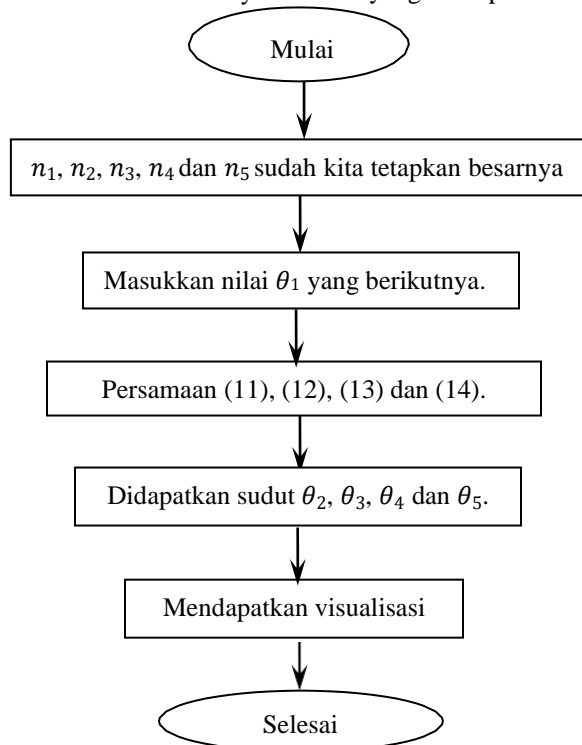 Mulai
𝑛₁, 𝑛₂, 𝑛₃, 𝑛₄ dan 𝑛₅ sudah kita tetapkan besarnya
Masukkan nilai 𝜃₁ yang berikutnya.
Persamaan (11), (12), (13) dan (14).
Didapatkan sudut 𝜃₂, 𝜃₃, 𝜃₄ dan 𝜃₅.
Mendapatkan visualisasi
Selesai